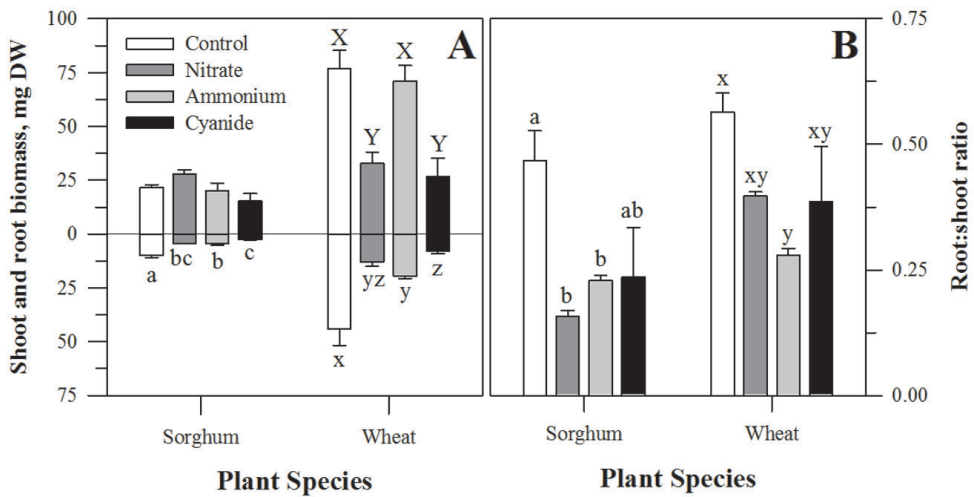 Shoot and root biomass, mg DW
100
75
50
25
0
25
50
75
Control
Nitrate
Ammonium
Cyanide
A
a
bc
b
c
X
Y
X
Y
x
yz
y
z
Sorghum
Wheat
Plant Species
B
a
b
b
ab
x
xy
y
xy
Sorghum
Wheat
Plant Species
0.75
0.50
0.25
0.00
Root:shoot ratio